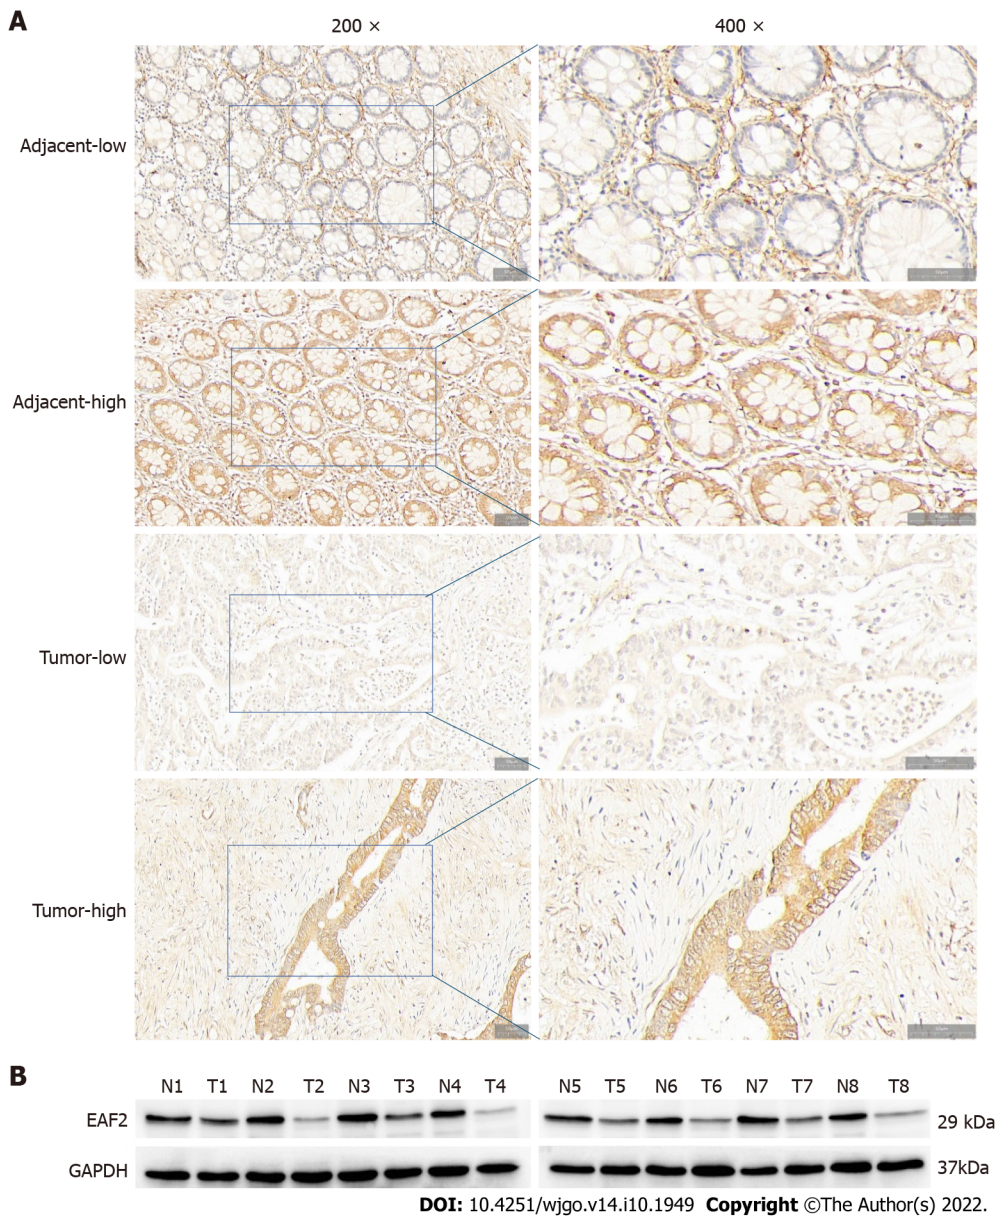 A
200 × 400 ×
Adjacent-low
Adjacent-high
Tumor-low
Tumor-high
B
N1 T1 N2 T2 N3 T3 N4 T4 N5 T5 N6 T6 N7 T7 N8 T8
EAF2 29 kDa
GAPDH 37kDa
DOI: 10.4251/wjgo.v14.i10.1949 Copyright ©The Author(s) 2022.